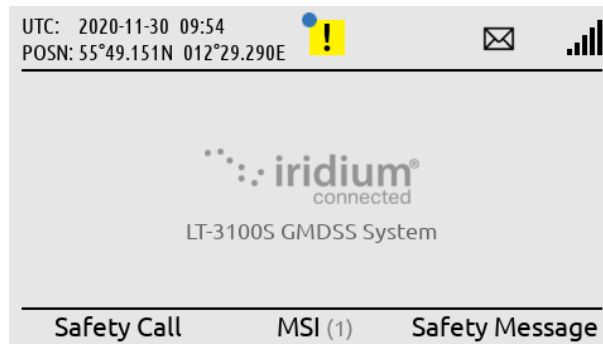 UTC: 2020-11-30 09:54
POSN: 55°49.151N 012°29.290E
!
iridium®
connected
LT-3100S GMDSS System
Safety Call MSI (1) Safety Message